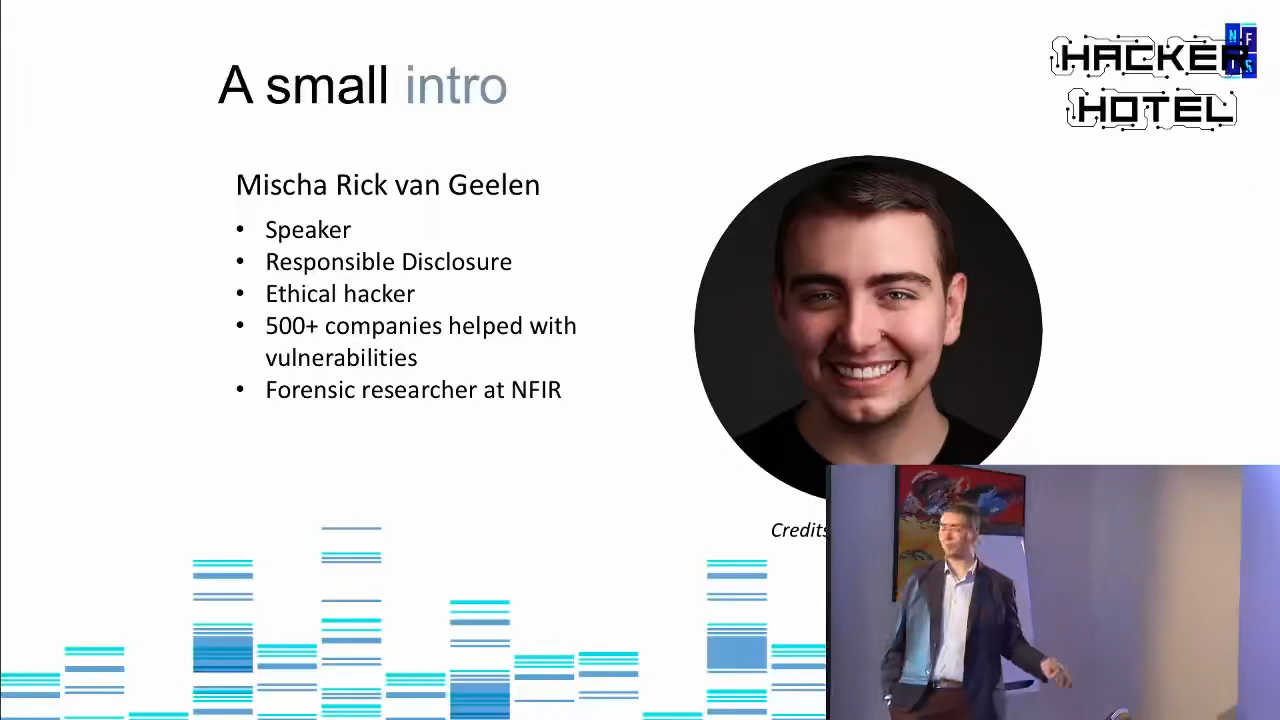 A small intro
HACKER
HOTEL
Mischa Rick van Geelen
• Speaker
• Responsible Disclosure
• Ethical hacker
• 500+ companies helped with
vulnerabilities
• Forensic researcher at NFIR
Credits